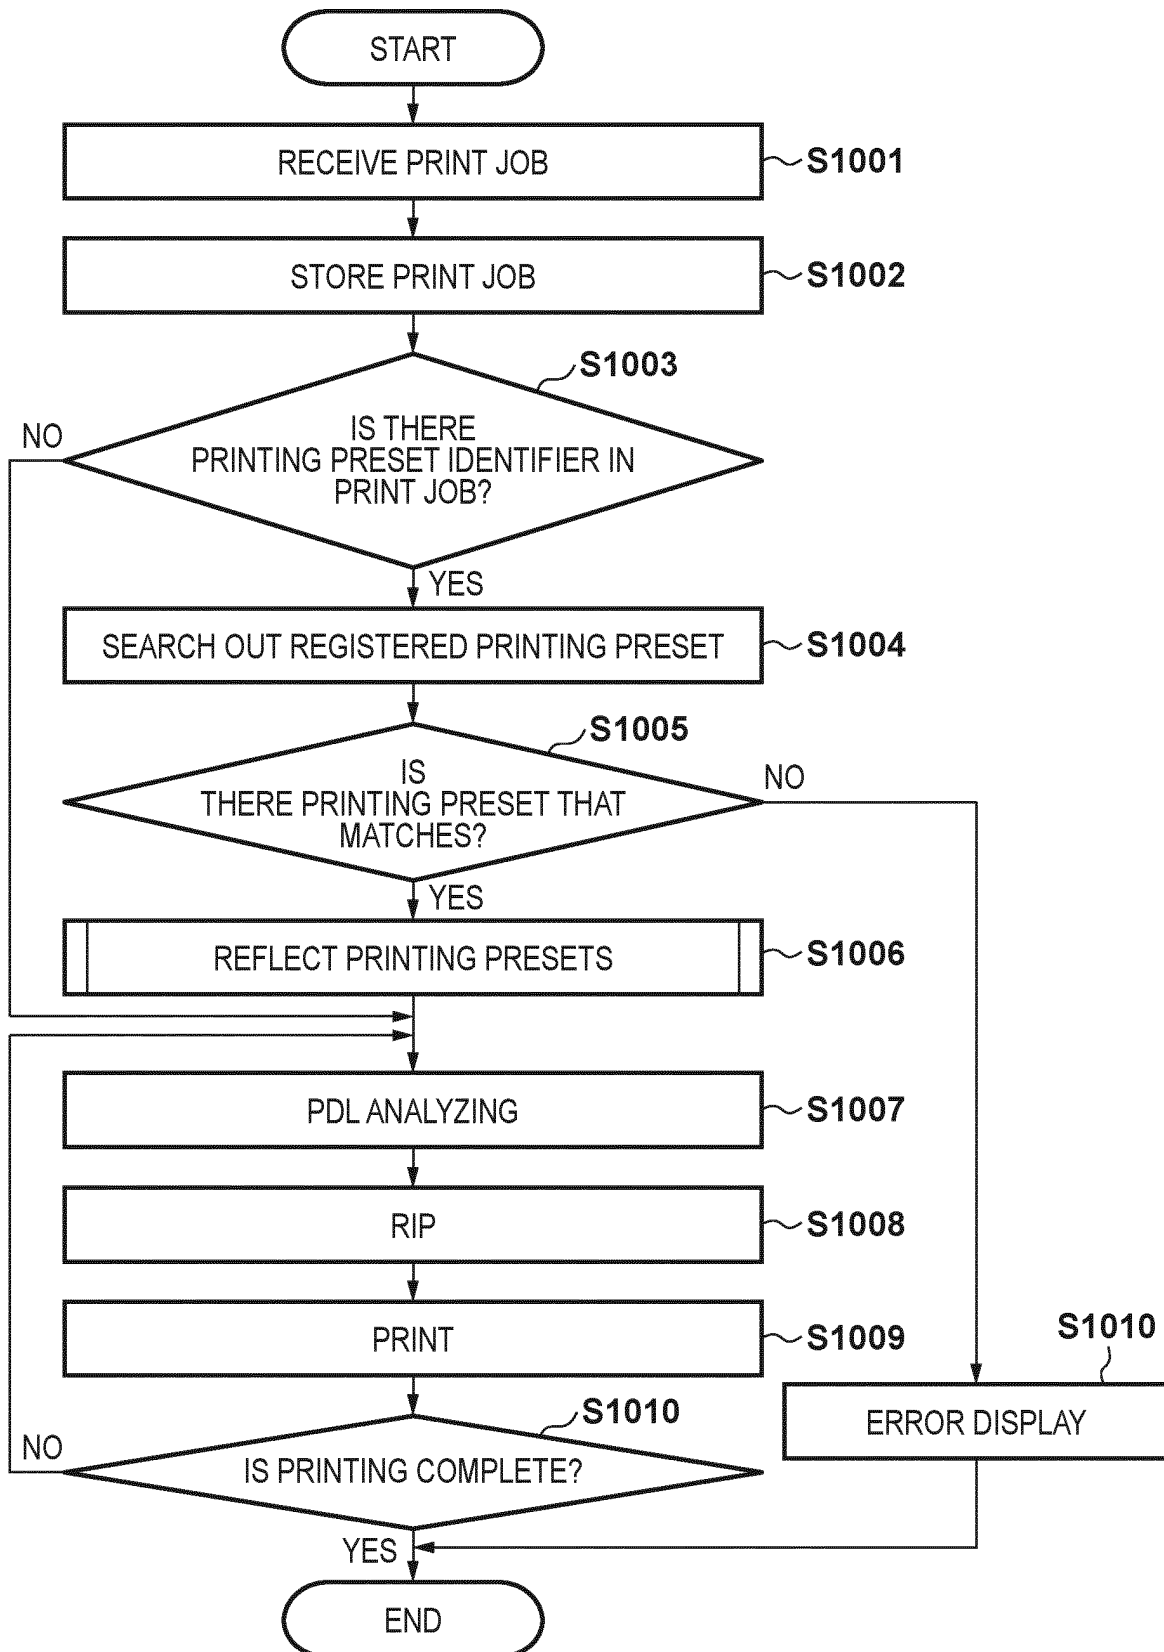 START
RECEIVE PRINT JOB
S1001
STORE PRINT JOB
S1002
S1003
IS THERE
PRINTING PRESET IDENTIFIER IN
PRINT JOB?
NO
YES
SEARCH OUT REGISTERED PRINTING PRESET
S1004
S1005
IS
THERE PRINTING PRESET THAT
MATCHES?
NO
YES
REFLECT PRINTING PRESETS
S1006
PDL ANALYZING
S1007
RIP
S1008
PRINT
S1009
S1010
ERROR DISPLAY
S1010
IS PRINTING COMPLETE?
NO
YES
END